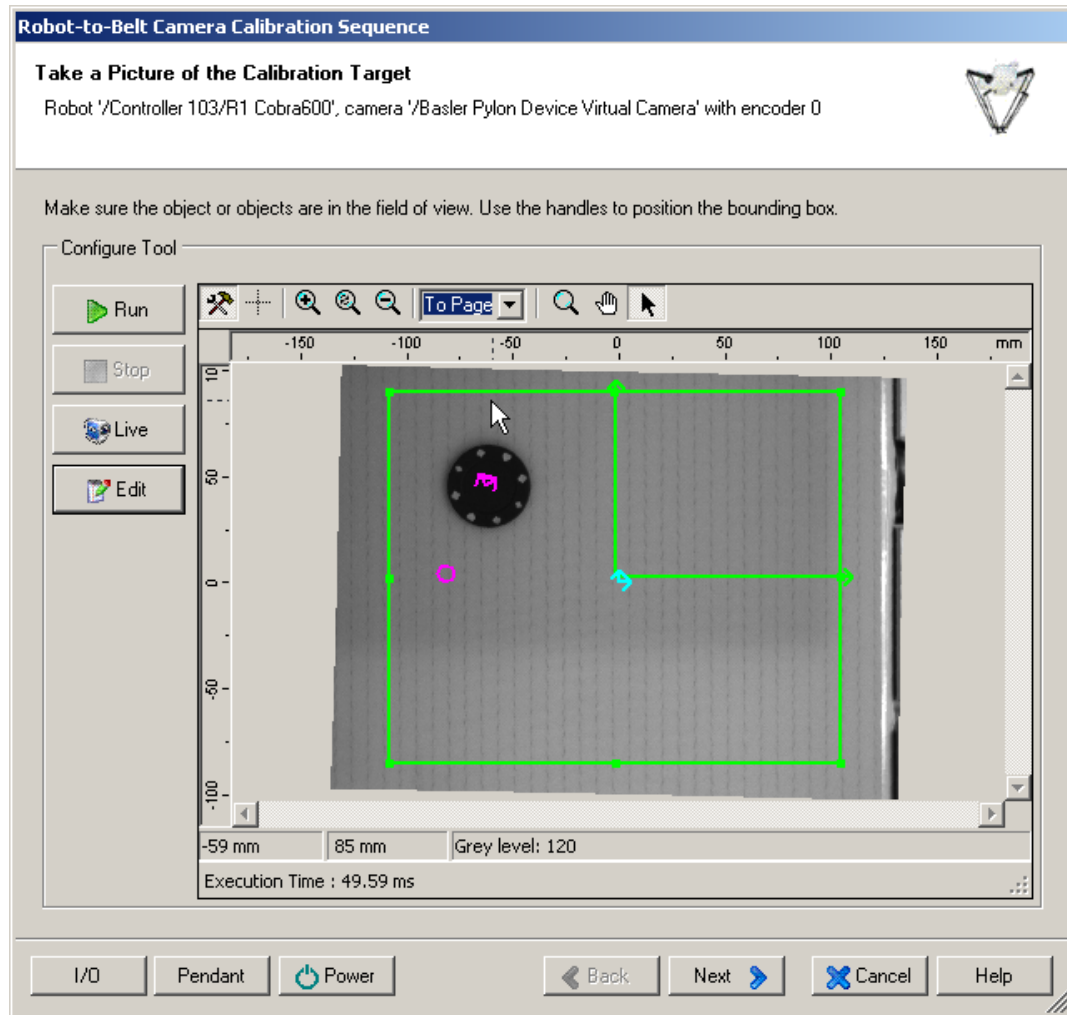 Robot-to-Belt Camera Calibration Sequence
Take a Picture of the Calibration Target
Robot '/Controller 103/R1 Cobra600', camera '/Basler Pylon Device Virtual Camera' with encoder 0
Make sure the object or objects are in the field of view. Use the handles to position the bounding box.
Configure Tool
Run
To Page
-150 -100 -50 0 50 100 150 mm
Stop
Live
Edit
10
50
0
-50
-100
-59 mm 85 mm Grey level: 120
Execution Time : 49.59 ms
I/O Pendant Power Back Next Cancel Help